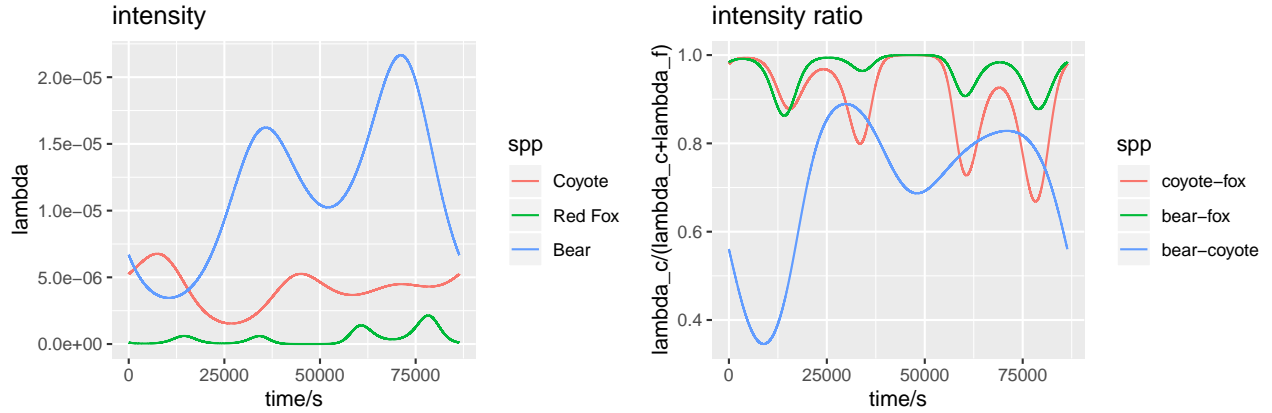 intensity
lambda
2.0e−05
1.5e−05
1.0e−05
5.0e−06
0.0e+00
0
25000
50000
75000
time/s
spp
Coyote
Red Fox
Bear
intensity ratio
lambda_c/(lambda_c+lambda_f)
1.0
0.8
0.6
0.4
0
25000
50000
75000
time/s
spp
coyote−fox
bear−fox
bear−coyote